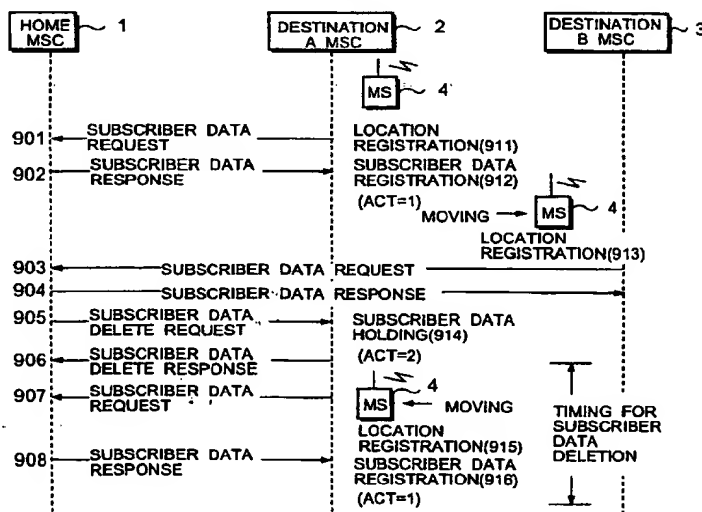 HOME MSC 1
DESTINATION A MSC 2
DESTINATION B MSC 3
MS 4
901 SUBSCRIBER DATA REQUEST
LOCATION REGISTRATION(911)
902 SUBSCRIBER DATA RESPONSE
SUBSCRIBER DATA REGISTRATION(912)
(ACT=1)
MOVING MS 4
LOCATION REGISTRATION(913)
903 SUBSCRIBER DATA REQUEST
904 SUBSCRIBER DATA RESPONSE
905 SUBSCRIBER DATA DELETE REQUEST
SUBSCRIBER DATA HOLDING(914)
(ACT=2)
906 SUBSCRIBER DATA DELETE RESPONSE
907 SUBSCRIBER DATA REQUEST
MS 4 MOVING
LOCATION REGISTRATION(915)
908 SUBSCRIBER DATA RESPONSE
SUBSCRIBER DATA REGISTRATION(916)
(ACT=1)
TIMING FOR SUBSCRIBER DATA DELETION